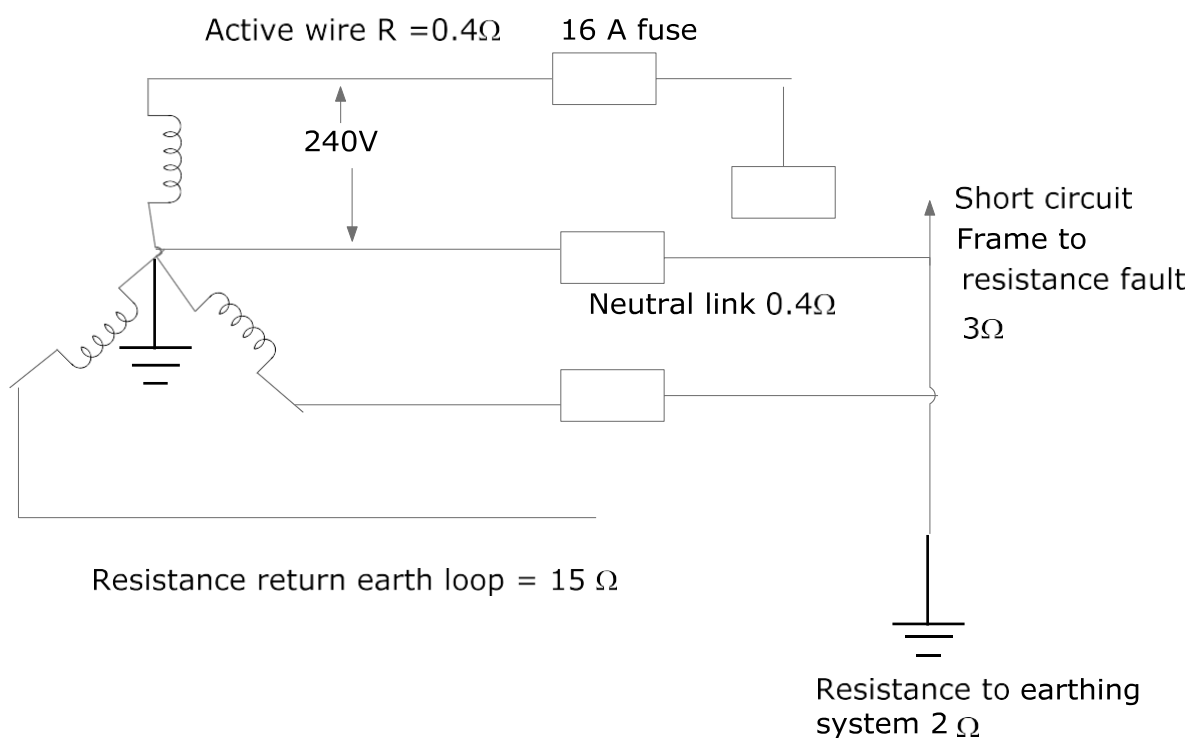 Active wire R =0.4Ω
16 A fuse
240V
Short circuit
Frame to
resistance fault
3Ω
Neutral link 0.4Ω
Resistance return earth loop = 15 Ω
Resistance to earthing
system 2 Ω